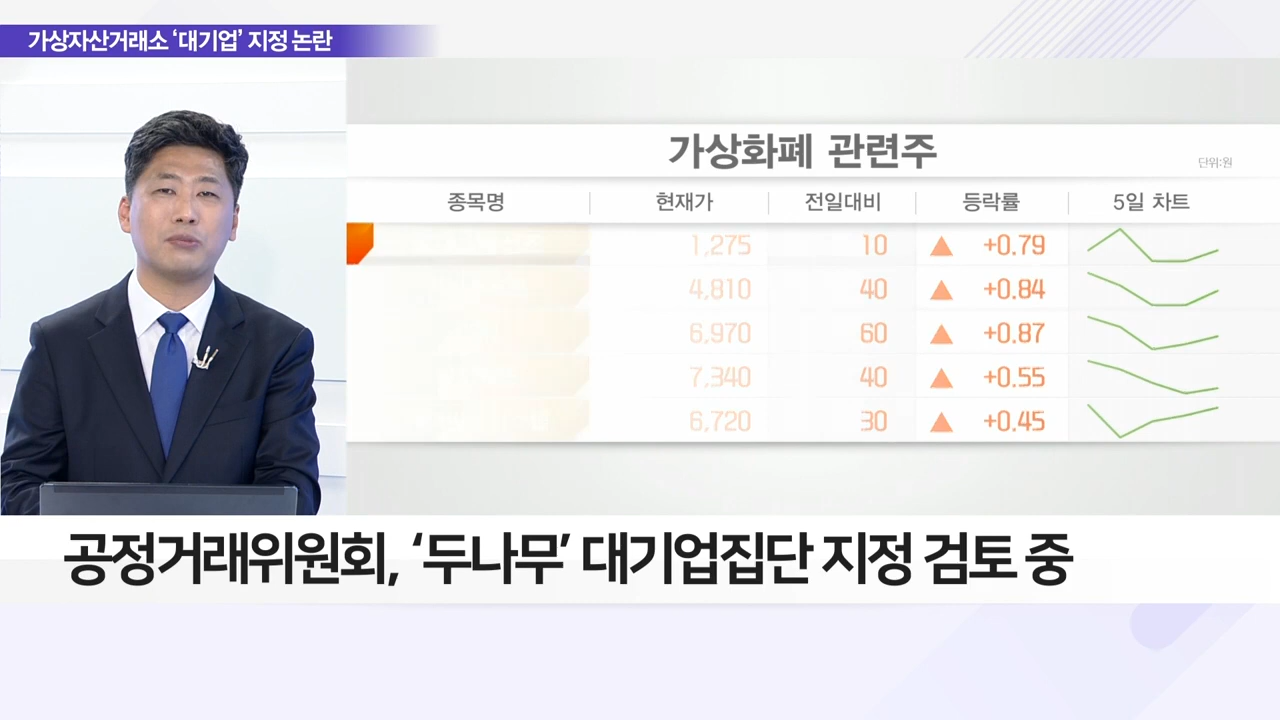 가상자산거래소 ‘대기업’ 지정 논란
가상화폐 관련주
단위:원
종목명 현재가 전일대비 등락률 5일 차트
1,275 10 ▲ +0.79
4,810 40 ▲ +0.84
6,970 60 ▲ +0.87
7,340 40 ▲ +0.55
6,720 30 ▲ +0.45
공정거래위원회, ‘두나무’ 대기업집단 지정 검토 중